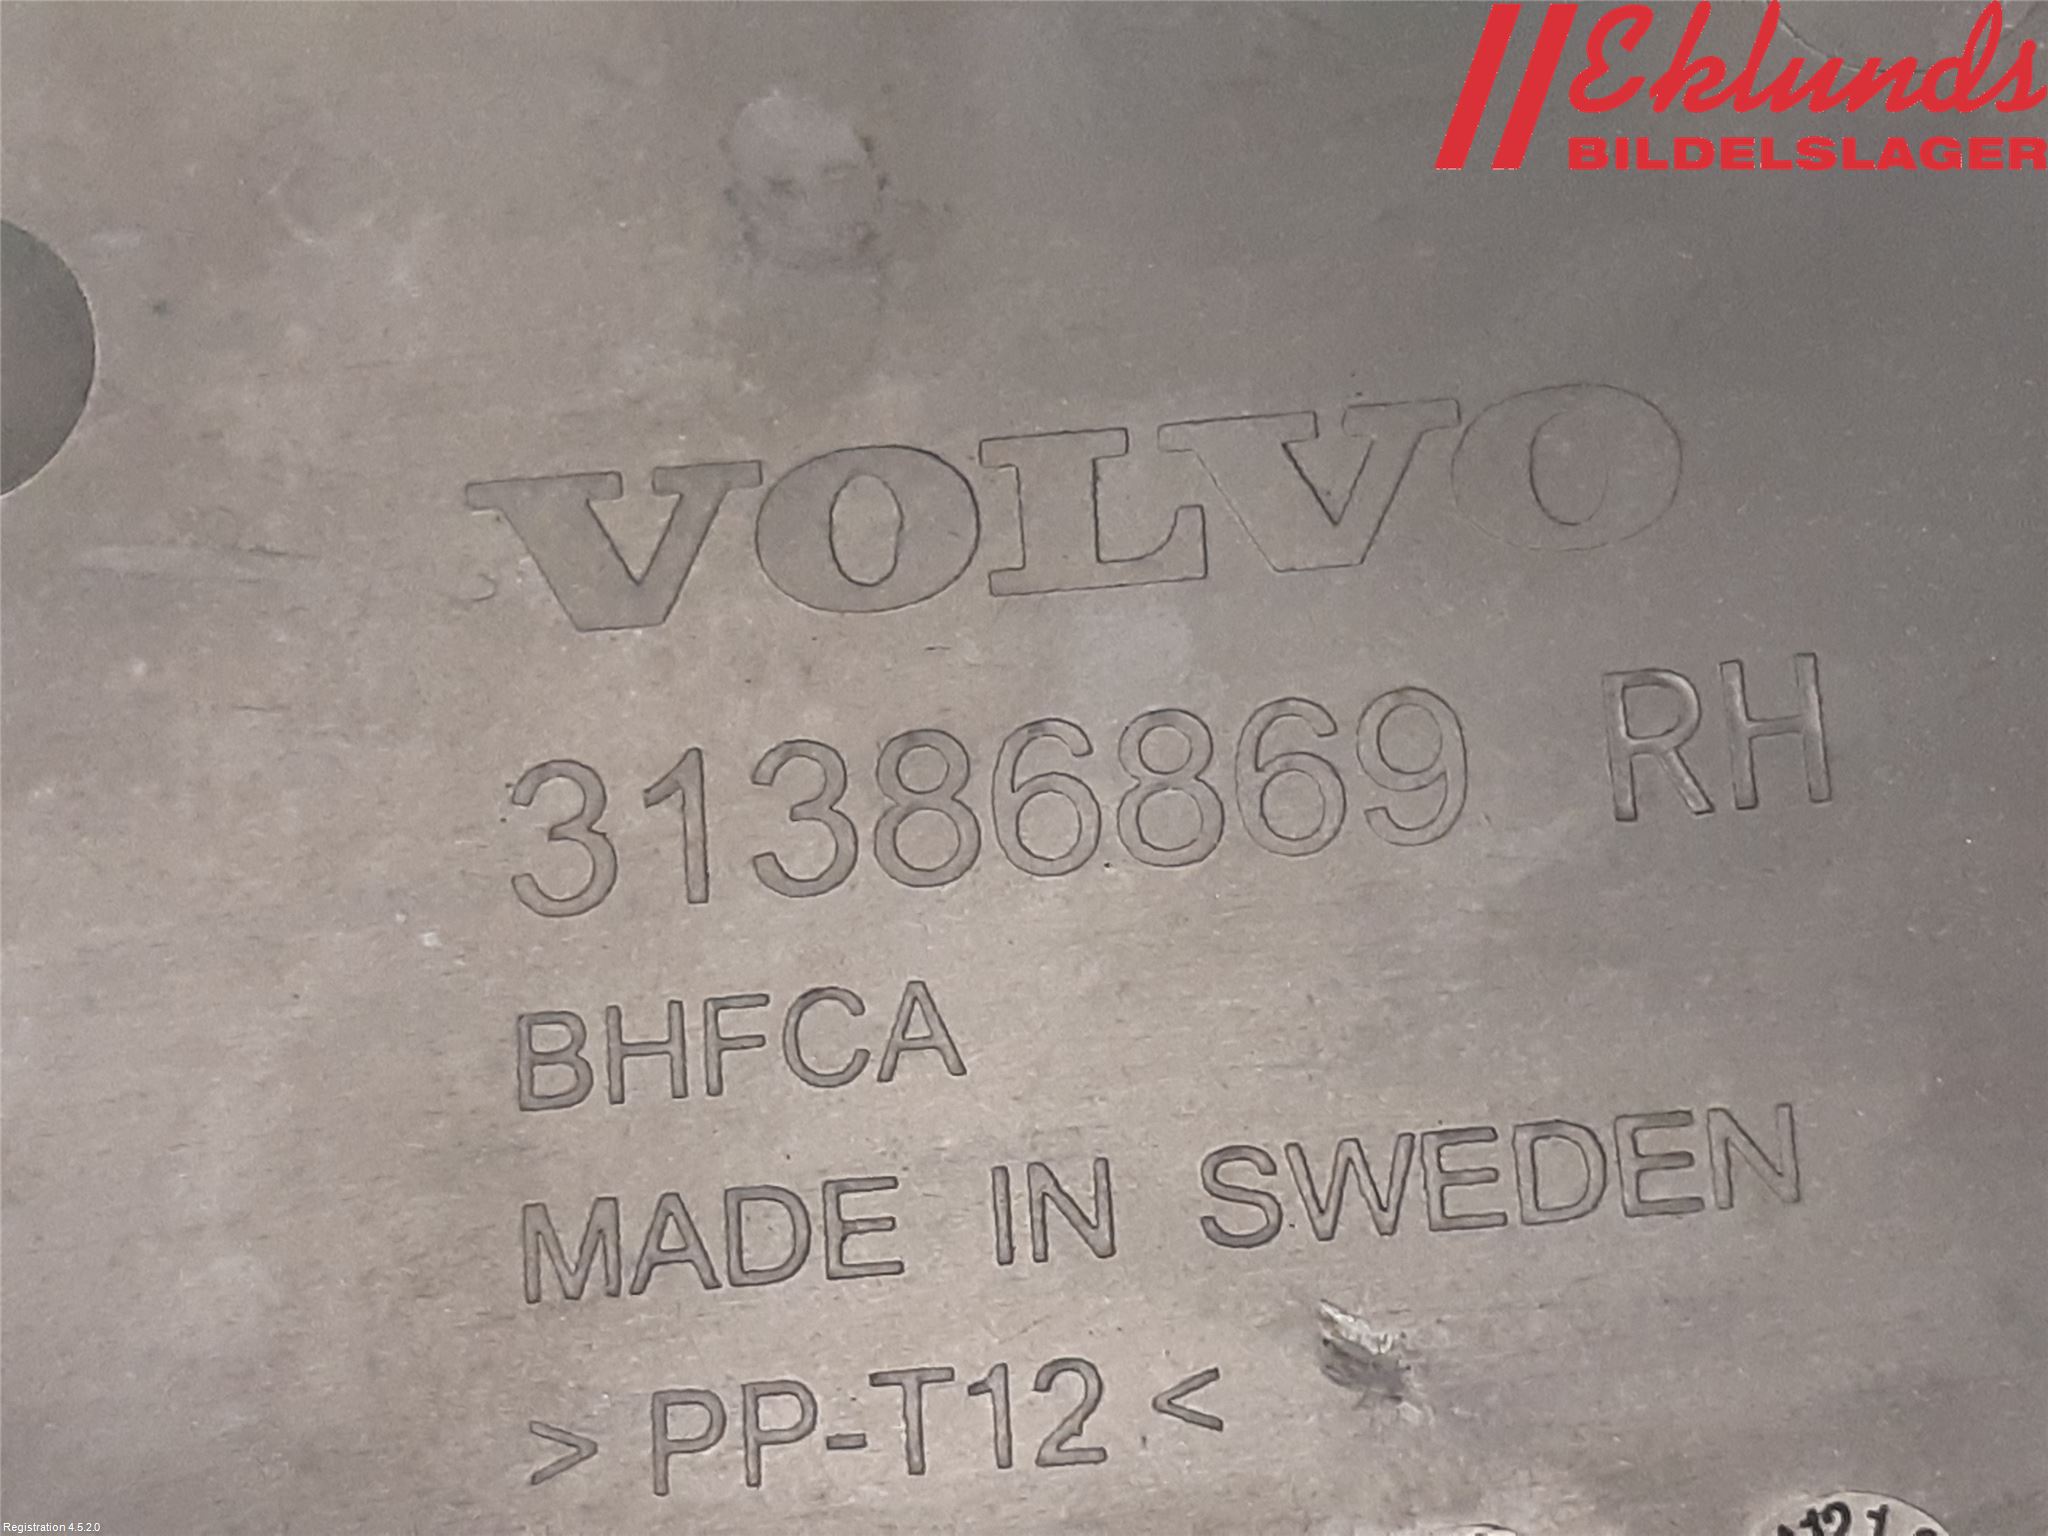 Eklunds
BILDELSLAGER
VOLVO
31386869 RH
BHFCA
MADE IN SWEDEN
> PP-T12 <
Registration 4.5.2.0